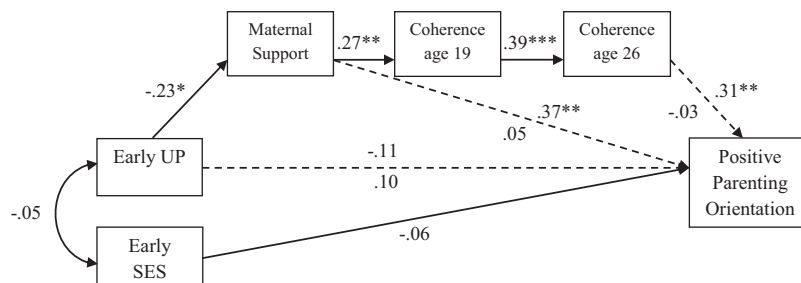 Maternal
Support
.27**
Coherence
age 19
.39***
Coherence
age 26
-.23*
.31**
-.03
.37**
.05
Early UP
-.11
.10
Positive
Parenting
Orientation
-.05
Early
SES
-.06